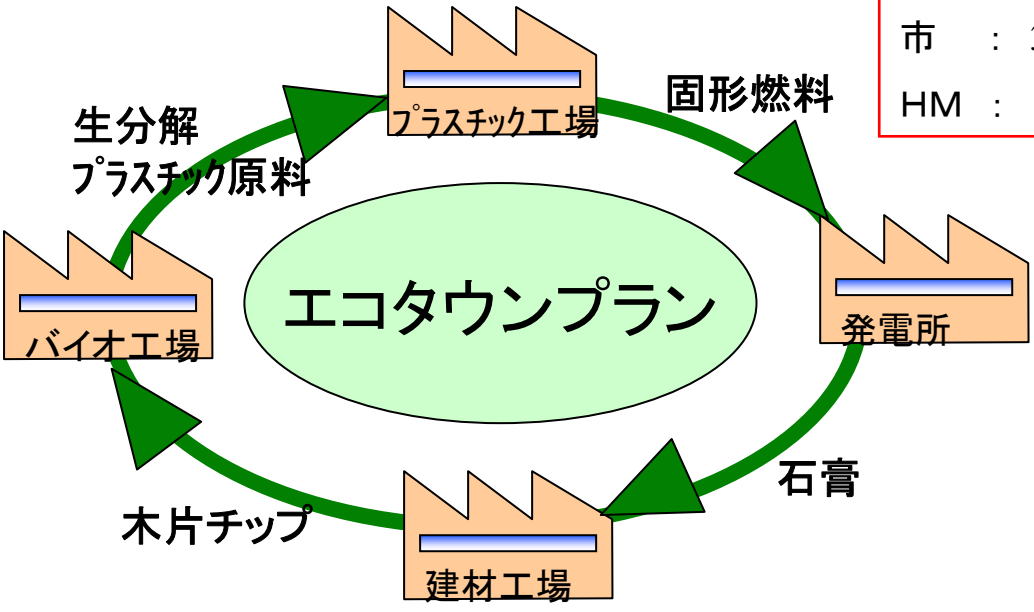 市 :
HM :
固形燃料
プラスチック工場
生分解
プラスチック原料
エコタウンプラン
バイオ工場
発電所
石膏
木片チップ
建材工場